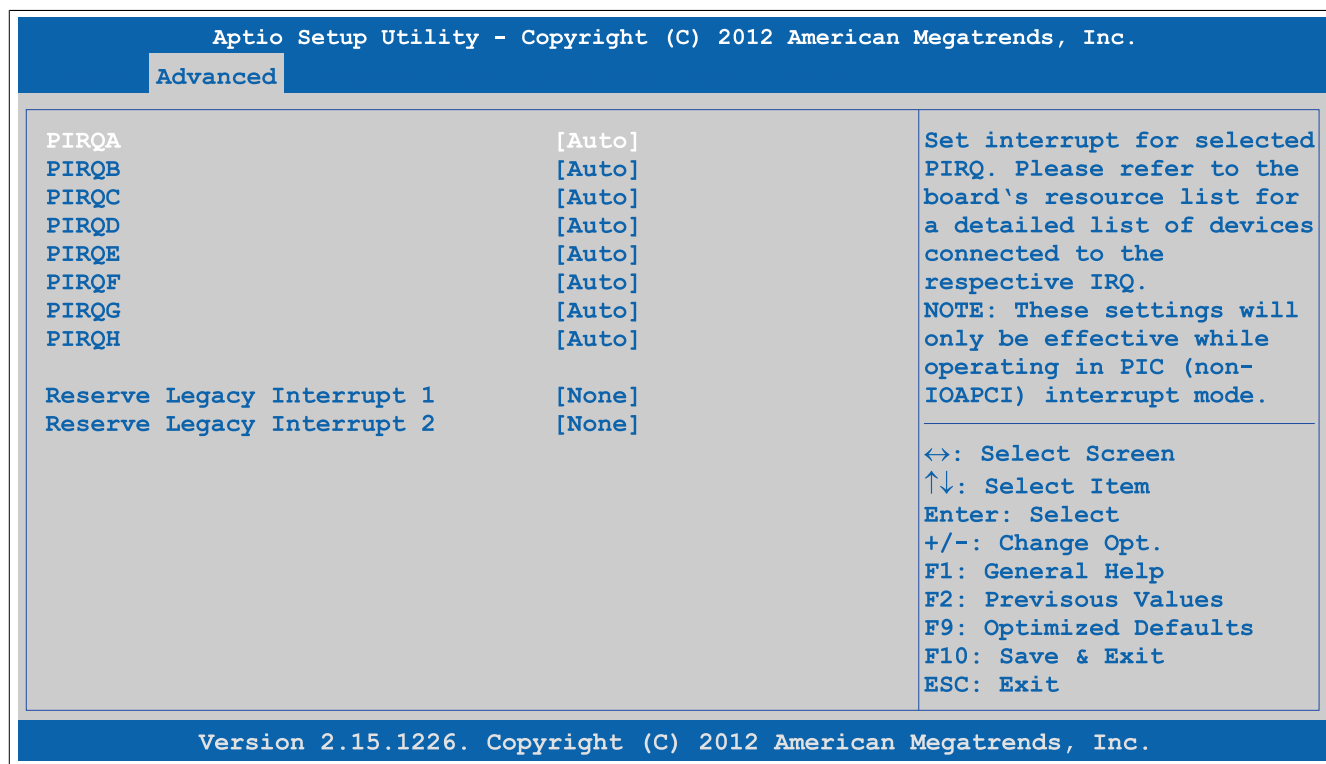 Aptio Setup Utility - Copyright (C) 2012 American Megatrends, Inc.
Advanced
PIRQA [Auto]
PIRQB [Auto]
PIRQC [Auto]
PIRQD [Auto]
PIRQE [Auto]
PIRQF [Auto]
PIRQG [Auto]
PIRQH [Auto]
Reserve Legacy Interrupt 1 [None]
Reserve Legacy Interrupt 2 [None]
Set interrupt for selected
PIRQ. Please refer to the
board‘s resource list for
a detailed list of devices
connected to the
respective IRQ.
NOTE: These settings will
only be effective while
operating in PIC (non-
IOAPCI) interrupt mode.
↔: Select Screen
↑↓: Select Item
Enter: Select
+/-: Change Opt.
F1: General Help
F2: Previsous Values
F9: Optimized Defaults
F10: Save & Exit
ESC: Exit
Version 2.15.1226. Copyright (C) 2012 American Megatrends, Inc.